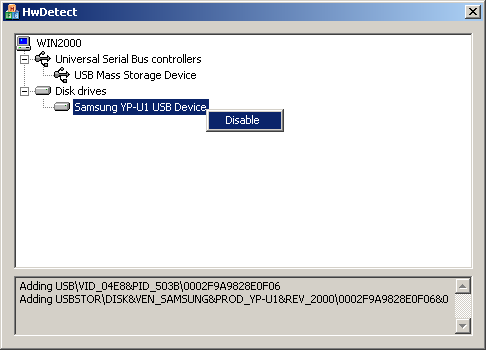 HwDetect
WIN2000
Universal Serial Bus controllers
USB Mass Storage Device
Disk drives
Samsung YP-U1 USB Device
Disable
Adding USB\VID_04E8&PID_503B\0002F9A9828E0F06
Adding USBSTOR\DISK&VEN_SAMSUNG&PROD_YP-U1&REV_2000\0002F9A9828E0F06&0